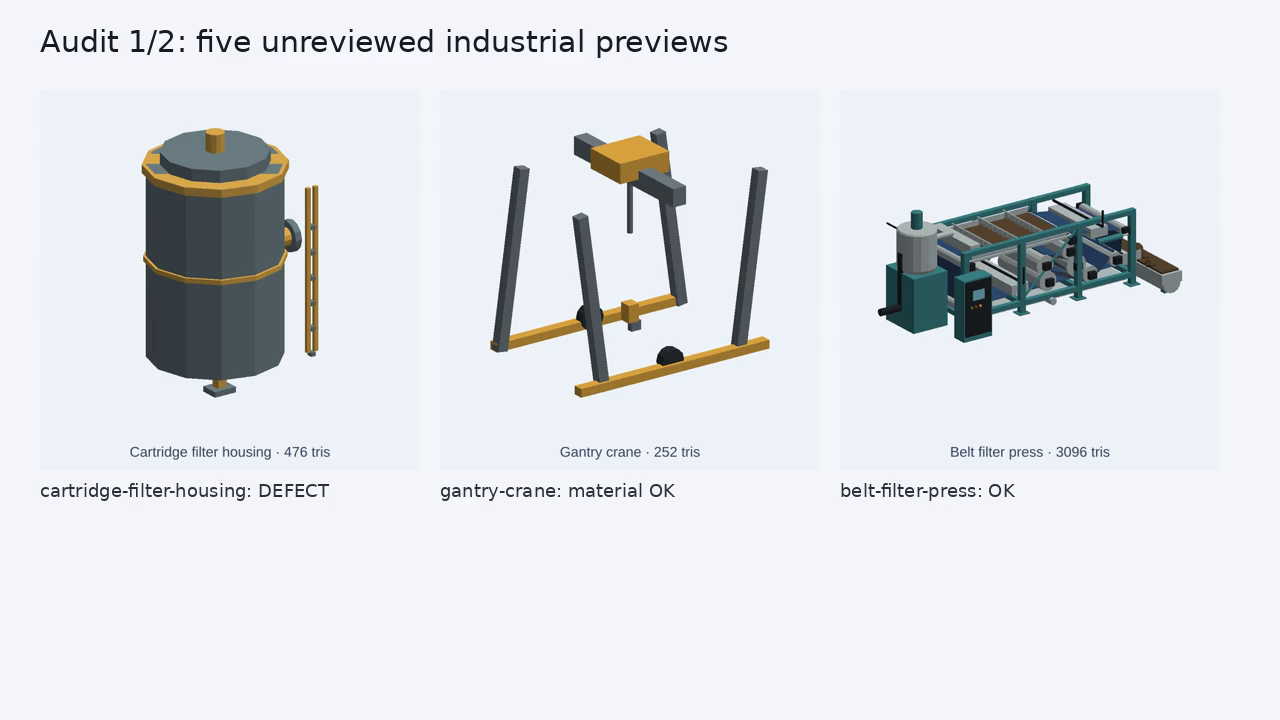 Audit 1/2: five unreviewed industrial previews
Cartridge filter housing · 476 tris
Gantry crane · 252 tris
Belt filter press · 3096 tris
cartridge-filter-housing: DEFECT
gantry-crane: material OK
belt-filter-press: OK